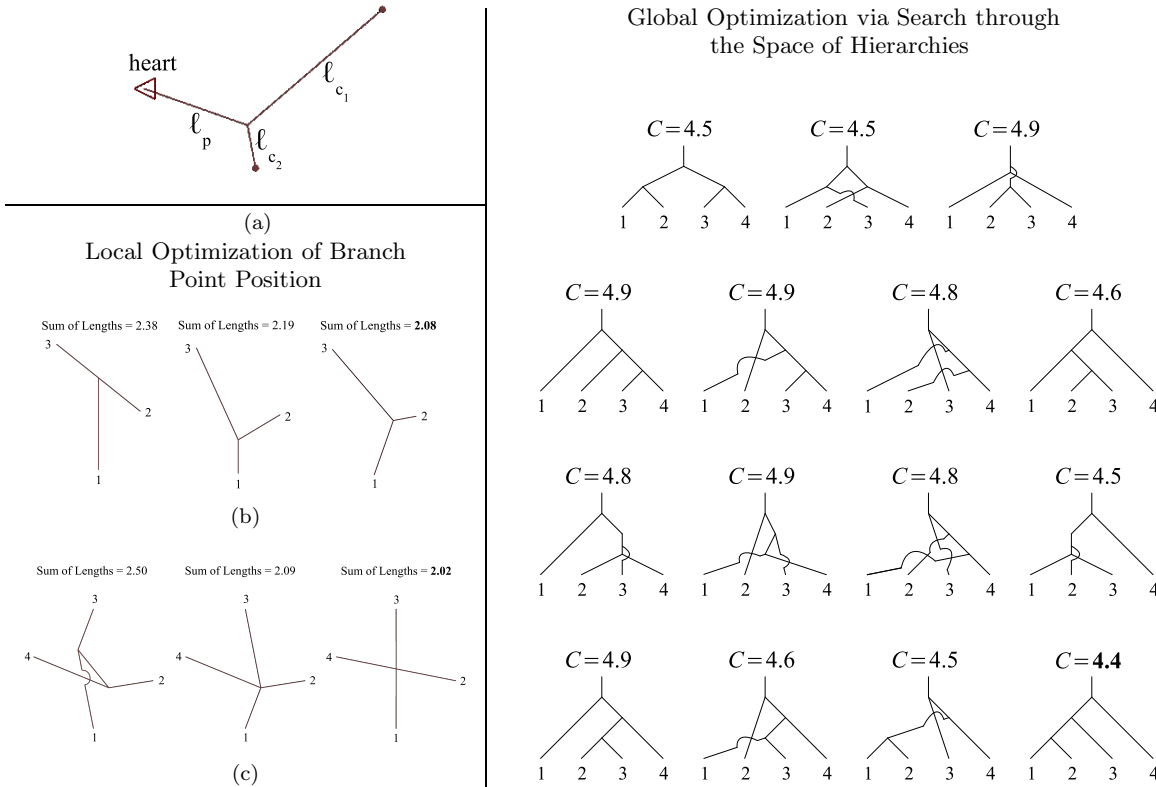 heart
ℓp
ℓc1
ℓc2
(a)
Local Optimization of Branch
Point Position
Sum of Lengths = 2.38
Sum of Lengths = 2.19
Sum of Lengths = 2.08
3
2
1
3
2
1
3
2
1
(b)
Sum of Lengths = 2.50
Sum of Lengths = 2.09
Sum of Lengths = 2.02
3
4
2
1
3
4
2
1
3
4
2
1
(c)
Global Optimization via Search through
the Space of Hierarchies
C=4.5 C=4.5 C=4.9
1 2 3 4 1 2 3 4 1 2 3 4
C=4.9 C=4.9 C=4.8 C=4.6
1 2 3 4 1 2 3 4 1 2 3 4 1 2 3 4
C=4.8 C=4.9 C=4.8 C=4.5
1 2 3 4 1 2 3 4 1 2 3 4 1 2 3 4
C=4.9 C=4.6 C=4.5 C=4.4
1 2 3 4 1 2 3 4 1 2 3 4 1 2 3 4